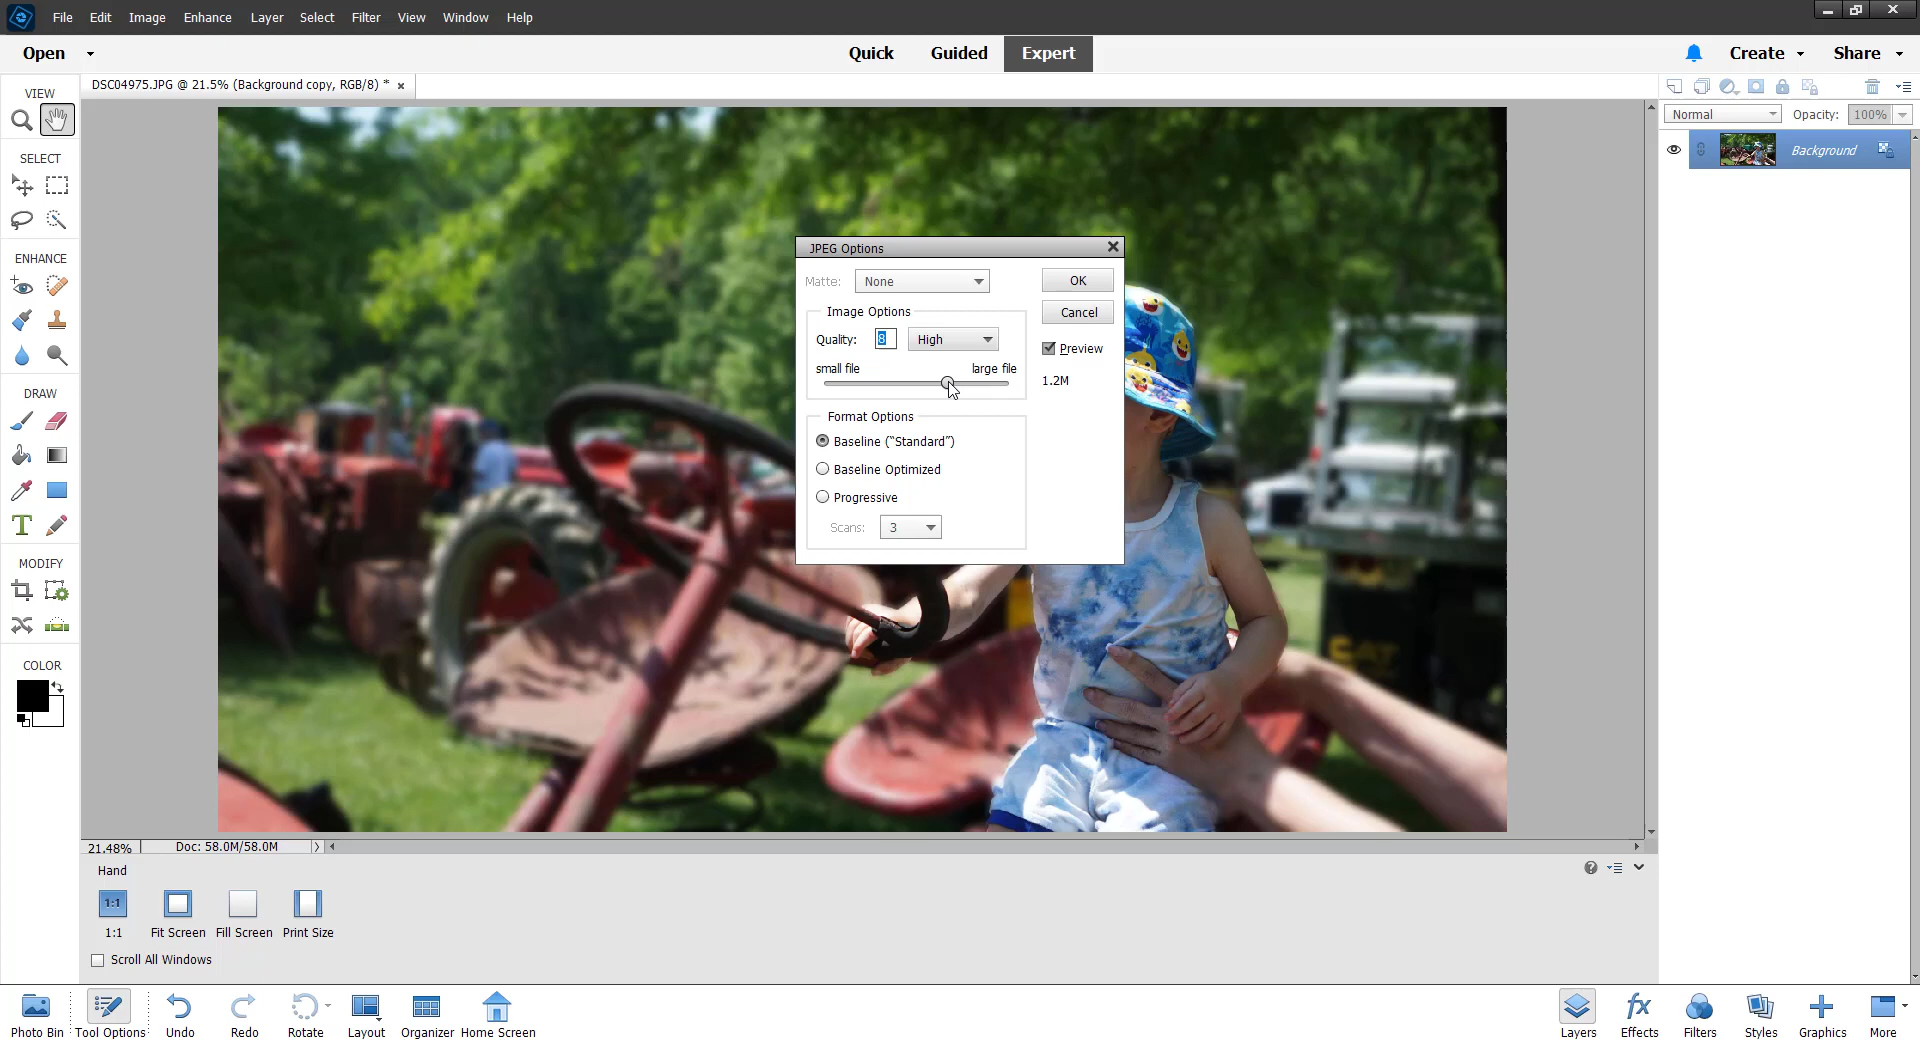 File Edit Image Enhance Layer Select Filter View Window Help
Open Quick Guided Expert Create Share
DSC04975.JPG @ 21.5% (Background copy, RGB/8) * ×
VIEW
SELECT
ENHANCE
DRAW
T
MODIFY
COLOR
Normal Opacity: 100%
Background
JPEG Options
Matte: None OK
Image Options Cancel
Quality: 8 High Preview
small file large file
1.2M
Format Options
Baseline (“Standard”)
Baseline Optimized
Progressive
Scans: 3
CAT
21.48% Doc: 58.0M/58.0M
Hand
1:1
1:1 Fit Screen Fill Screen Print Size
Scroll All Windows
fx
Photo Bin Tool Options Undo Redo Rotate Layout Organizer Home Screen Layers Effects Filters Styles Graphics More